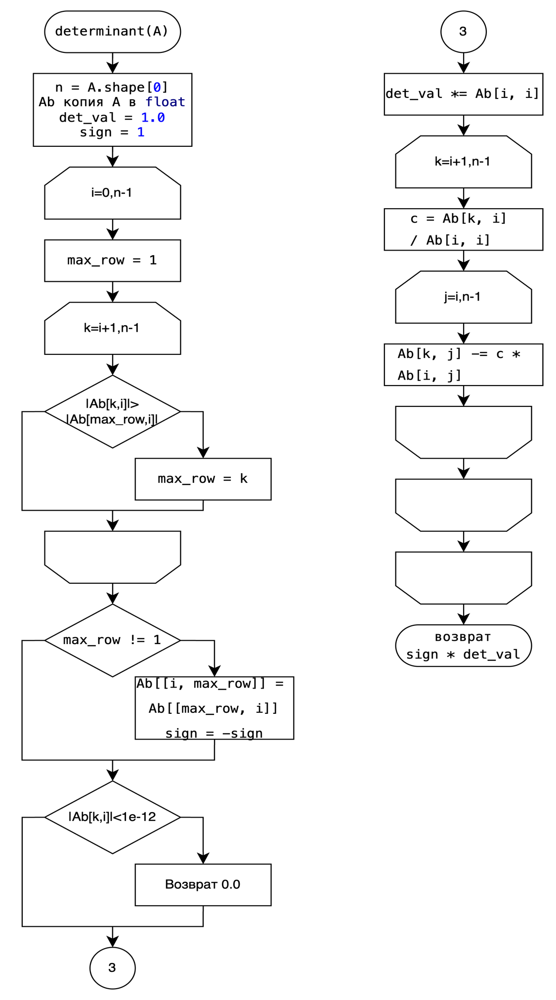 determinant(A)
n = A.shape[0]
Ab копия A в float
det_val = 1.0
sign = 1
i=0,n-1
max_row = 1
k=i+1,n-1
|Ab[k,i]|>
|Ab[max_row,i]|
max_row = k
max_row != 1
Ab[[i, max_row]] =
Ab[[max_row, i]]
sign = −sign
|Ab[k,i]|<1e-12
Возврат 0.0
3
3
det_val *= Ab[i, i]
k=i+1,n-1
c = Ab[k, i]
/ Ab[i, i]
j=i,n-1
Ab[k, j] −= c *
Ab[i, j]
возврат
sign * det_val